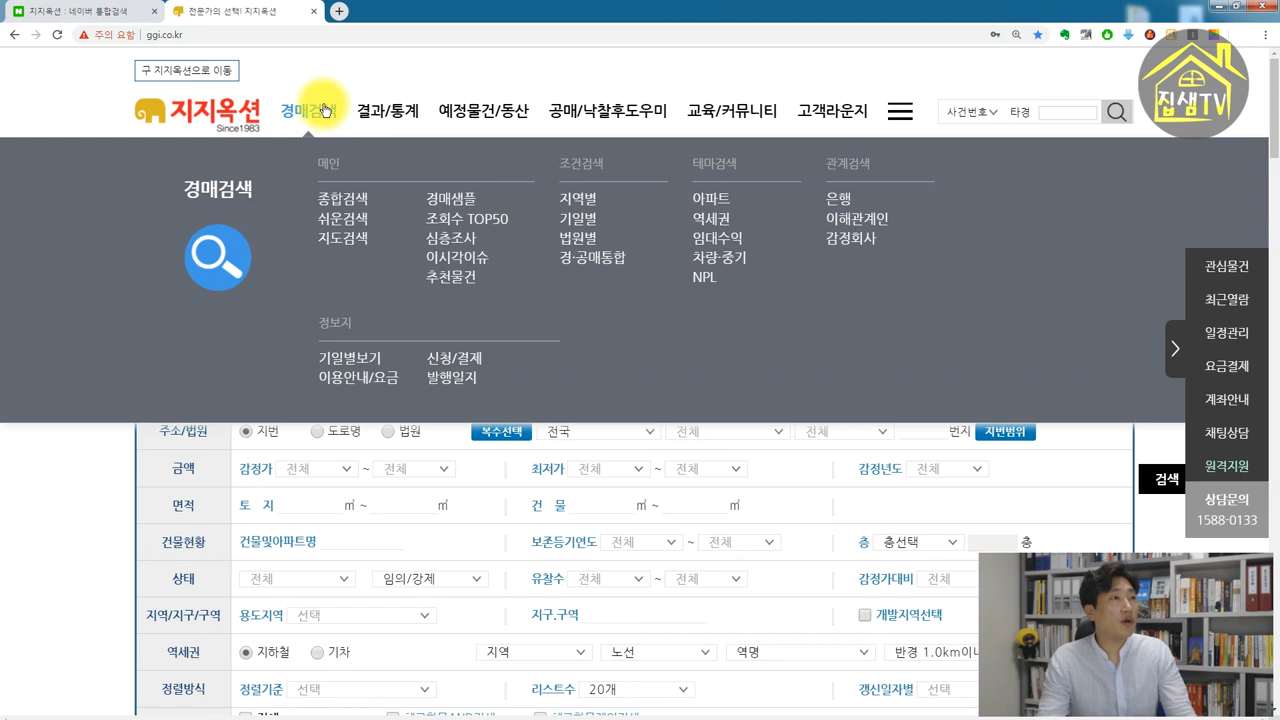 지지옥션 : 네이버 통합검색
전문가의 선택! 지지옥션
주의 요함 ggi.co.kr
구 지지옥션으로 이동
지지옥션
Since1983
경매검색 결과/통계 예정물건/동산 공매/낙찰후도우미 교육/커뮤니티 고객라운지
사건번호 타경
집샘TV
경매검색
메인
종합검색 경매샘플
쉬운검색 조회수 TOP50
지도검색 심층조사
이시각이슈
추천물건
조건검색
지역별
기일별
법원별
경·공매통합
테마검색
아파트
역세권
임대수익
차량·중기
NPL
관계검색
은행
이해관계인
감정회사
정보지
기일별보기 신청/결제
이용안내/요금 발행일지
관심물건
최근열람
일정관리
요금결제
계좌안내
채팅상담
원격지원
상담문의
1588-0133
주소/법원 지번 도로명 법원 복수선택 전국 전체 전체 번지 지번범위
금액 감정가 전체 ~ 전체 최저가 전체 ~ 전체 감정년도 전체
검색
면적 토 지 ㎡ ~ ㎡ 건 물 ㎡ ~ ㎡
건물현황 건물및아파트명 보존등기연도 전체 ~ 전체 층 층선택 층
상태 전체 임의/강제 유찰수 전체 ~ 전체 감정가대비 전체
지역/지구/구역 용도지역 선택 지구.구역 개발지역선택
역세권 지하철 기차 지역 노선 역명 반경 1.0km이내
정렬방식 정렬기준 선택 리스트수 20개 갱신일자별 선택